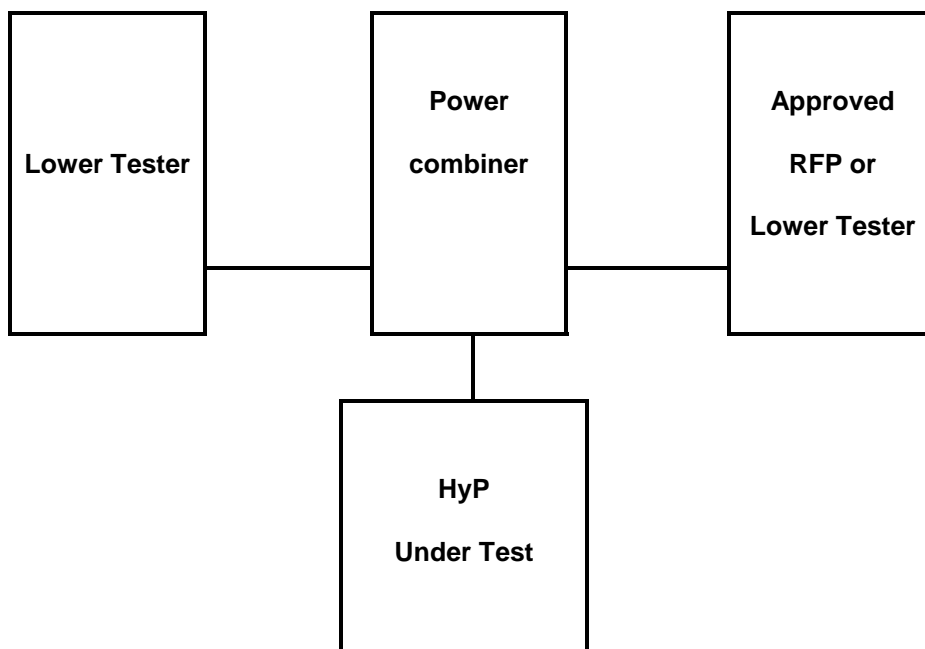 Lower Tester
Power
combiner
Approved
RFP or
Lower Tester
HyP
Under Test